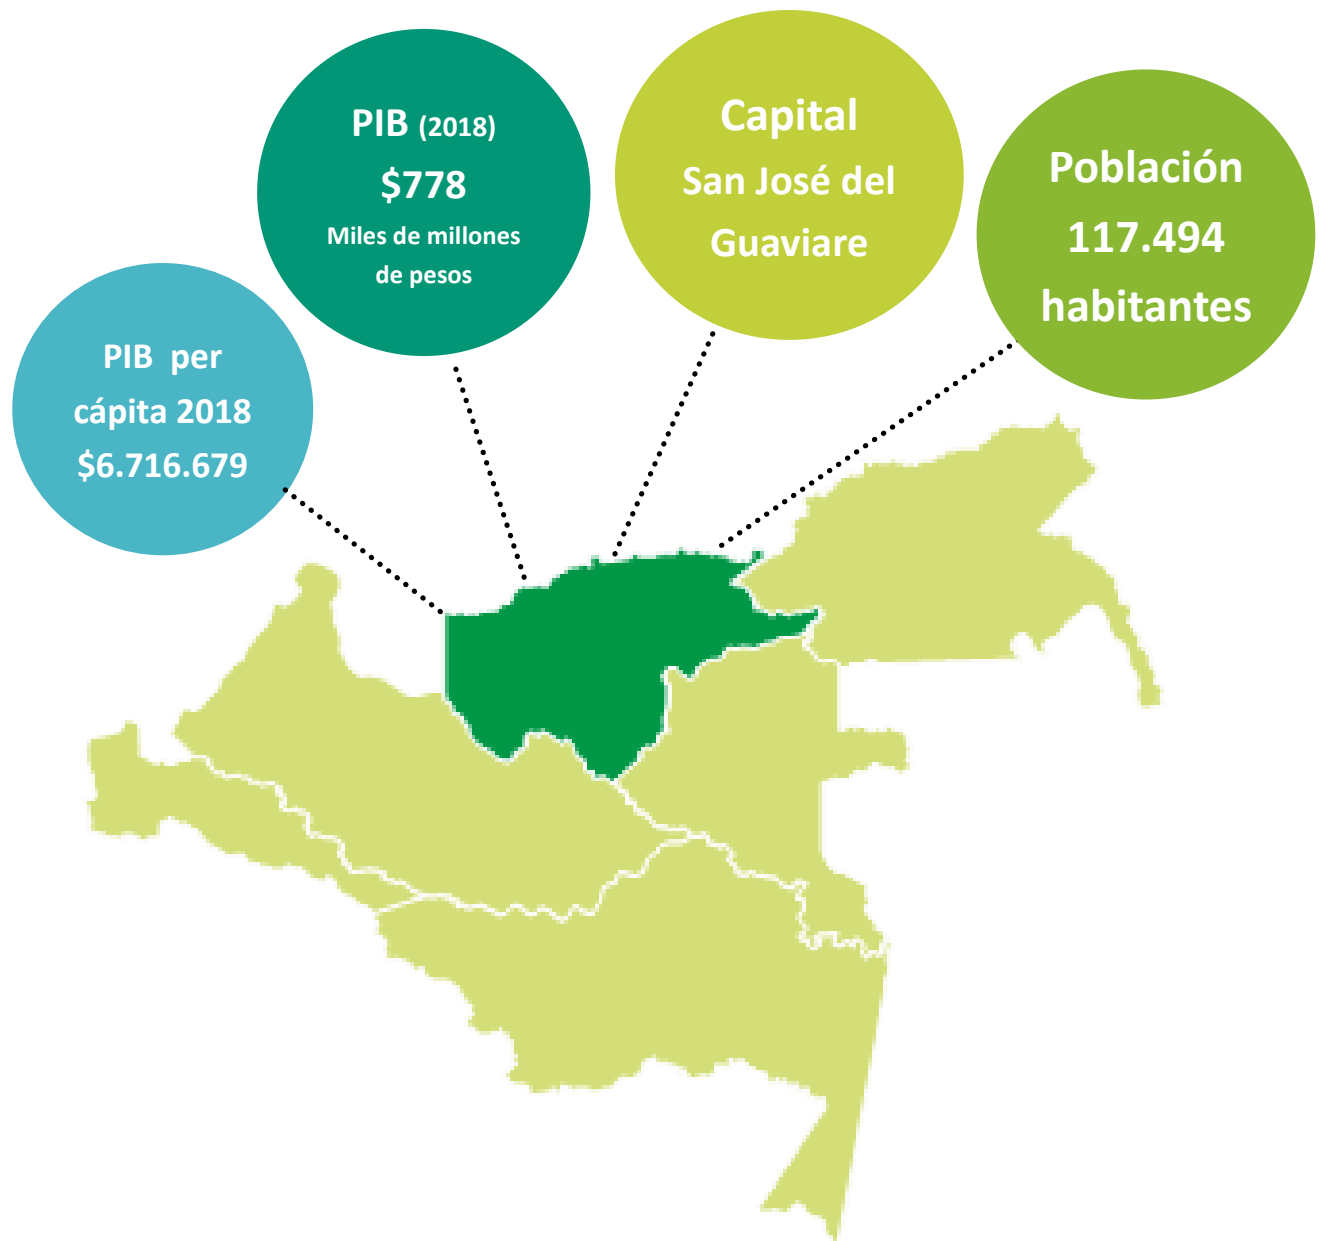 PIB per
cápita 2018
$6.716.679
PIB (2018)
$778
Miles de millones
de pesos
Capital
San José del
Guaviare
Población
117.494
habitantes